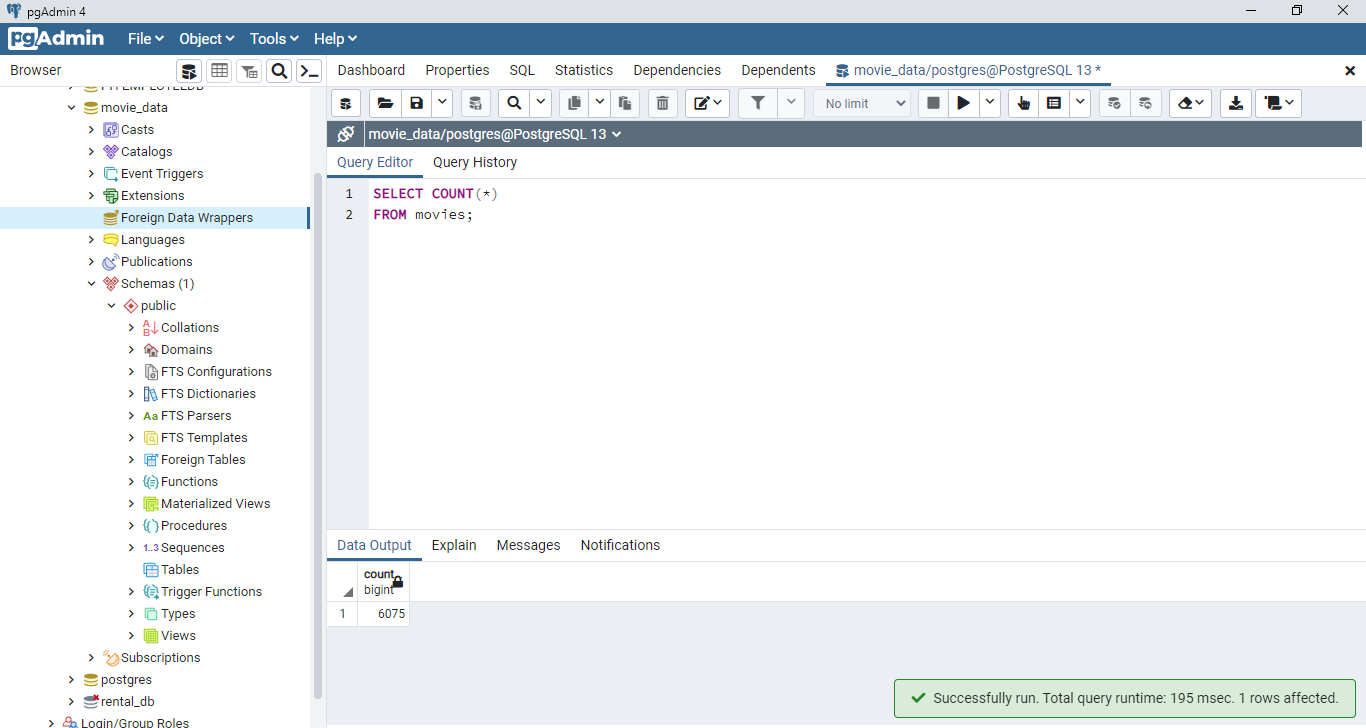 pgAdmin 4
pgAdmin File Object Tools Help
Browser
Dashboard Properties SQL Statistics Dependencies Dependents movie_data/postgres@PostgreSQL 13 *
movie_data
Casts
Catalogs
Event Triggers
Extensions
Foreign Data Wrappers
Languages
Publications
Schemas (1)
public
Collations
Domains
FTS Configurations
FTS Dictionaries
Aa FTS Parsers
FTS Templates
Foreign Tables
Functions
Materialized Views
Procedures
1..3 Sequences
Tables
Trigger Functions
Types
Views
Subscriptions
postgres
rental_db
Login/Group Roles
No limit
movie_data/postgres@PostgreSQL 13
Query Editor Query History
1 SELECT COUNT(*)
2 FROM movies;
Data Output Explain Messages Notifications
count
bigint
1 6075
Successfully run. Total query runtime: 195 msec. 1 rows affected.